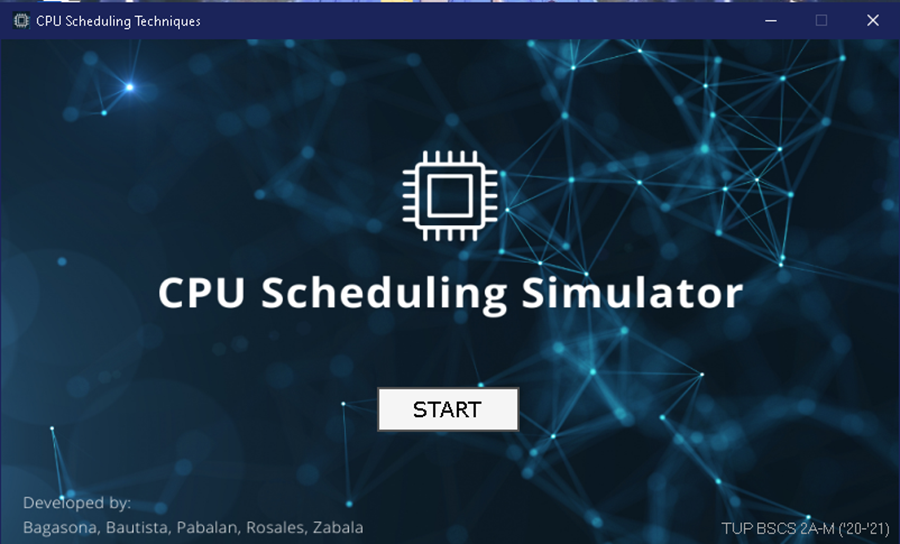 CPU Scheduling Techniques
CPU Scheduling Simulator
START
Developed by:
Bagasona, Bautista, Pabalan, Rosales, Zabala
TUP BSCS 2A-M ('20-'21)